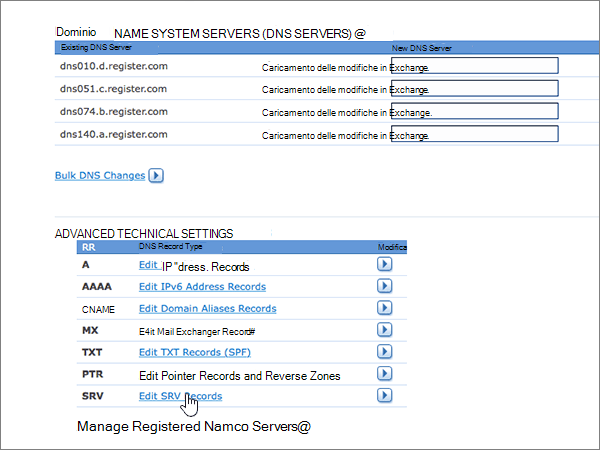 Dominio NAME SYSTEM SERVERS (DNS SERVERS) @
Existing DNS Server New DNS Server
dns010.d.register.com Caricamento delle modifiche in Exchange.
dns051.c.register.com Caricamento delle modifiche in Exchange.
dns074.b.register.com Caricamento delle modifiche in Exchange.
dns140.a.register.com Caricamento delle modifiche in Exchange.
Bulk DNS Changes
ADVANCED TECHNICAL SETTINGS
RR DNS Record Type Modifica
A Edit IP "dress. Records
AAAA Edit IPv6 Address Records
CNAME Edit Domain Aliases Records
MX E4it Mail Exchanger Record#
TXT Edit TXT Records (SPF)
PTR Edit Pointer Records and Reverse Zones
SRV Edit SRV Records
Manage Registered Namco Servers@